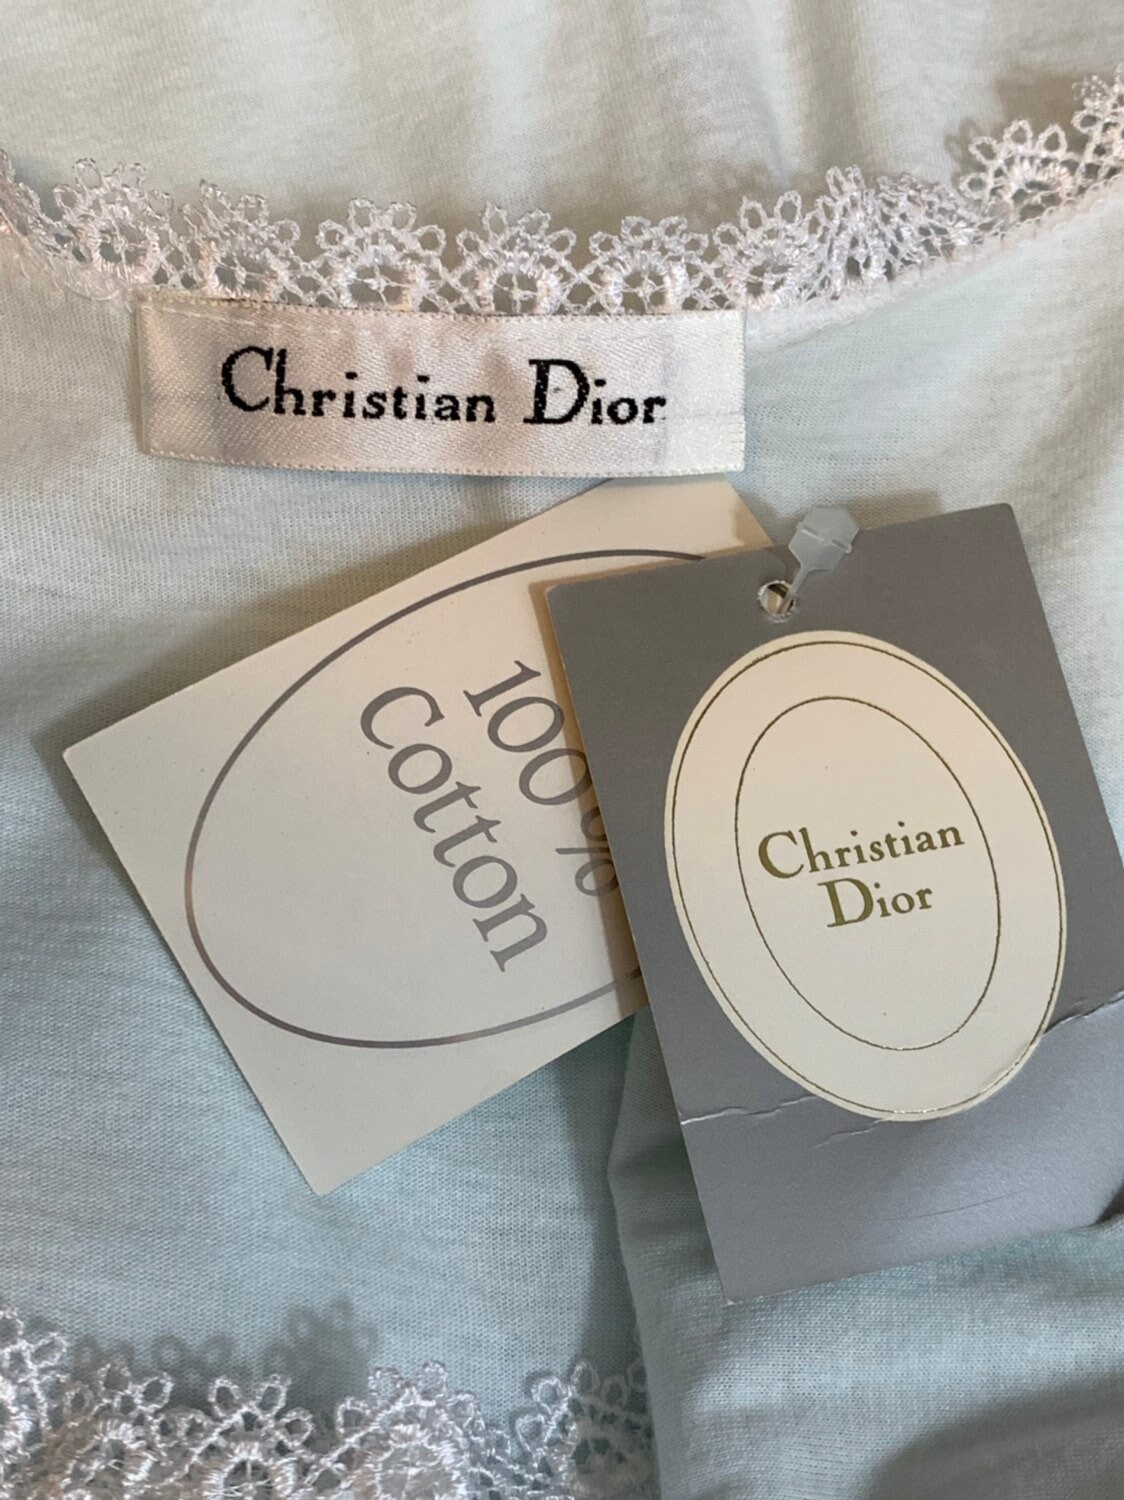 Christian Dior
100%
Cotton
Christian
Dior